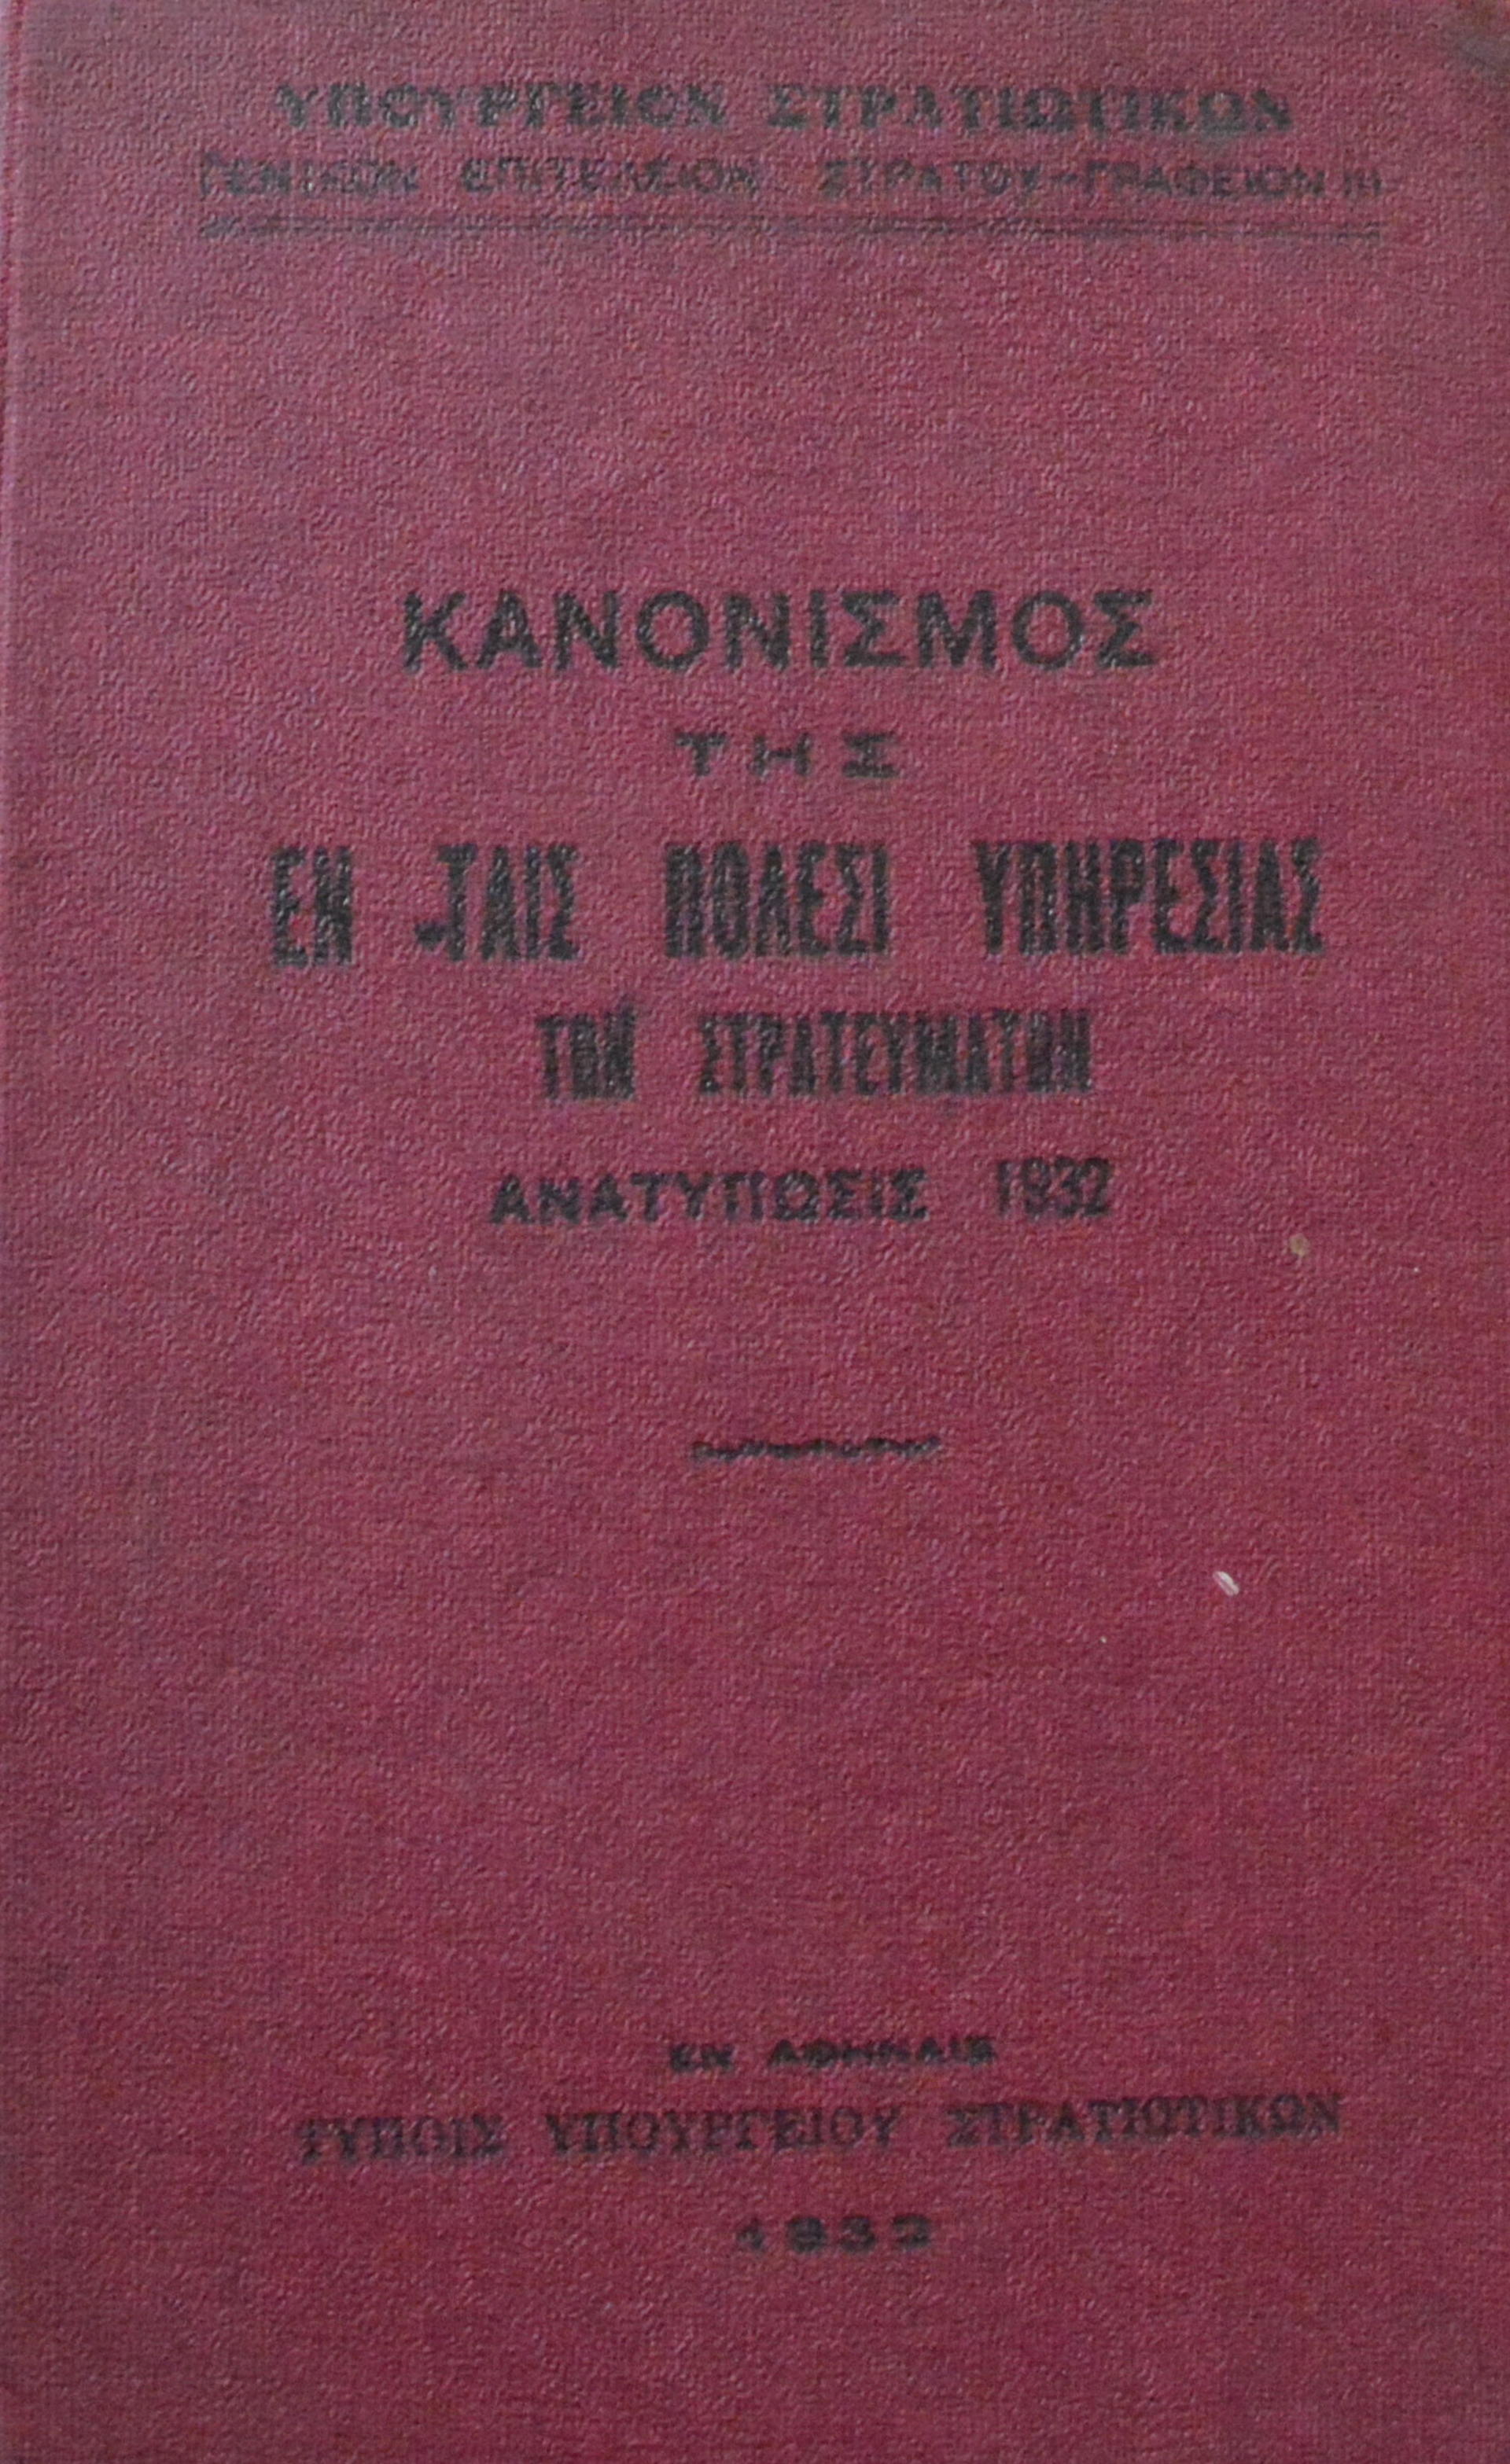 ΥΠΟΥΡΓΕΙΟΝ ΣΤΡΑΤΙΩΤΙΚΩΝ
ΓΕΝΙΚΟΝ ΕΠΙΤΕΛΕΙΟΝ ΣΤΡΑΤΟΥ-ΓΡΑΦΕΙΟΝ III
ΚΑΝΟΝΙΣΜΟΣ
ΤΗΣ
ΕΝ ΤΑΙΣ ΠΟΛΕΣΙ ΥΠΗΡΕΣΙΑΣ
ΤΩΝ ΣΤΡΑΤΕΥΜΑΤΩΝ
ΑΝΑΤΥΠΩΣΙΣ 1932
ΕΝ ΑΘΗΝΑΙΣ
ΤΥΠΟΙΣ ΥΠΟΥΡΓΕΙΟΥ ΣΤΡΑΤΙΩΤΙΚΩΝ
1932